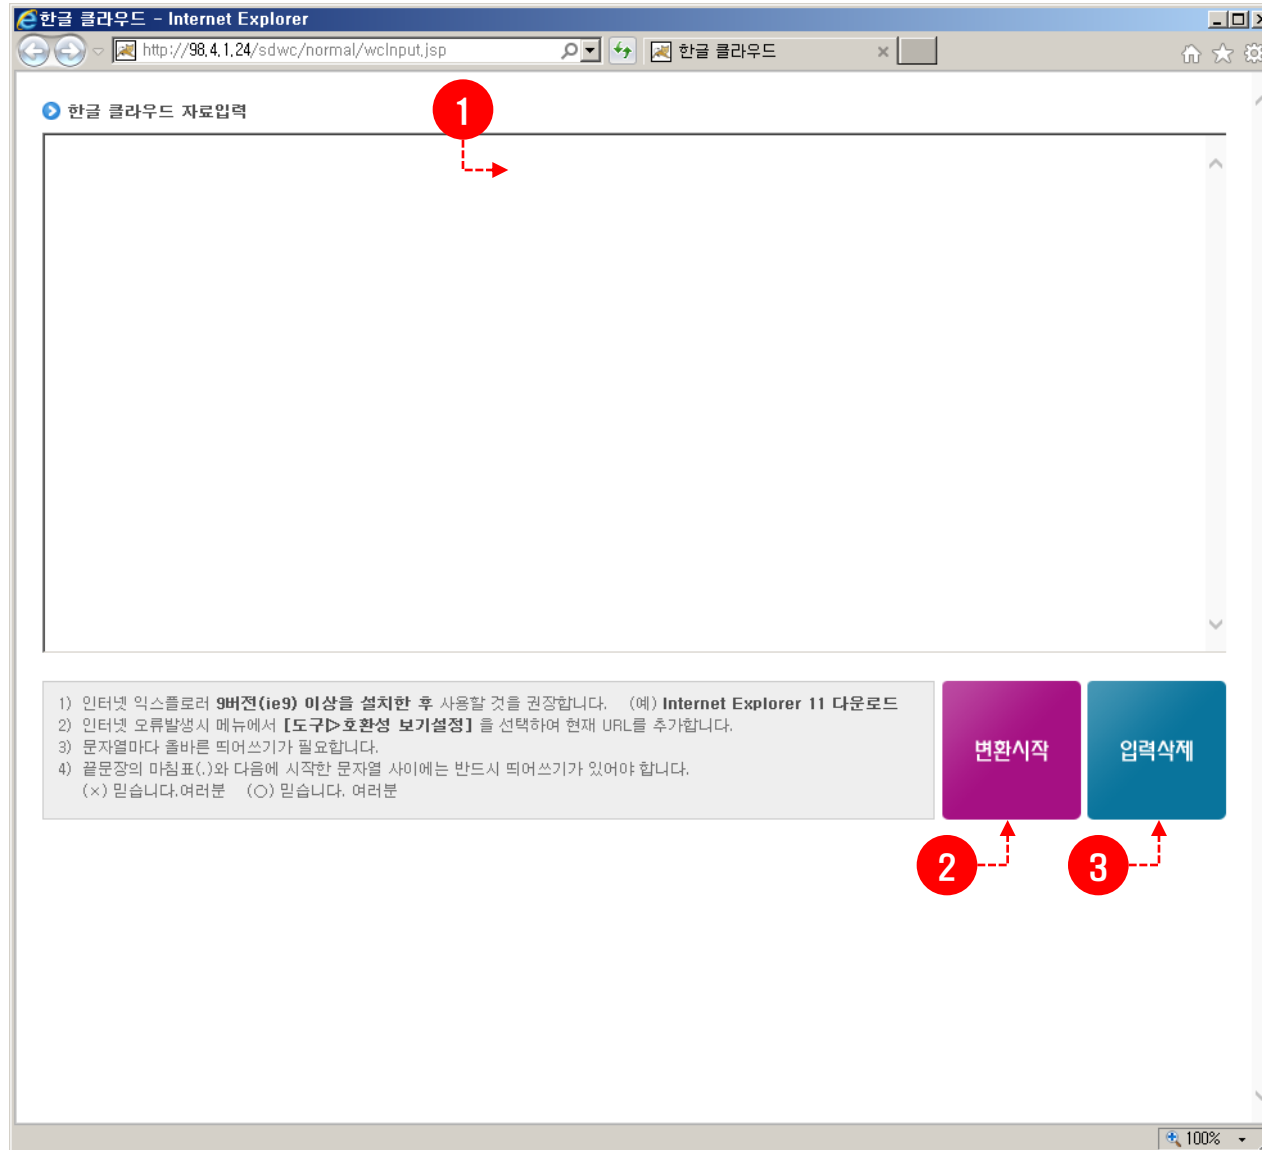 한글 클라우드 - Internet Explorer
http://98.4.1.24/sdwc/normal/wcInput.jsp
한글 클라우드
한글 클라우드 자료입력
1
1) 인터넷 익스플로러 9버전(ie9) 이상을 설치한 후 사용할 것을 권장합니다. (예) Internet Explorer 11 다운로드
2) 인터넷 오류발생시 메뉴에서 [도구▷호환성 보기설정] 을 선택하여 현재 URL를 추가합니다.
3) 문자열마다 올바른 띄어쓰기가 필요합니다.
4) 끝문장의 마침표(.)와 다음에 시작한 문자열 사이에는 반드시 띄어쓰기가 있어야 합니다.
(×) 믿습니다.여러분 (○) 믿습니다. 여러분
변환시작
입력삭제
2
3
100%